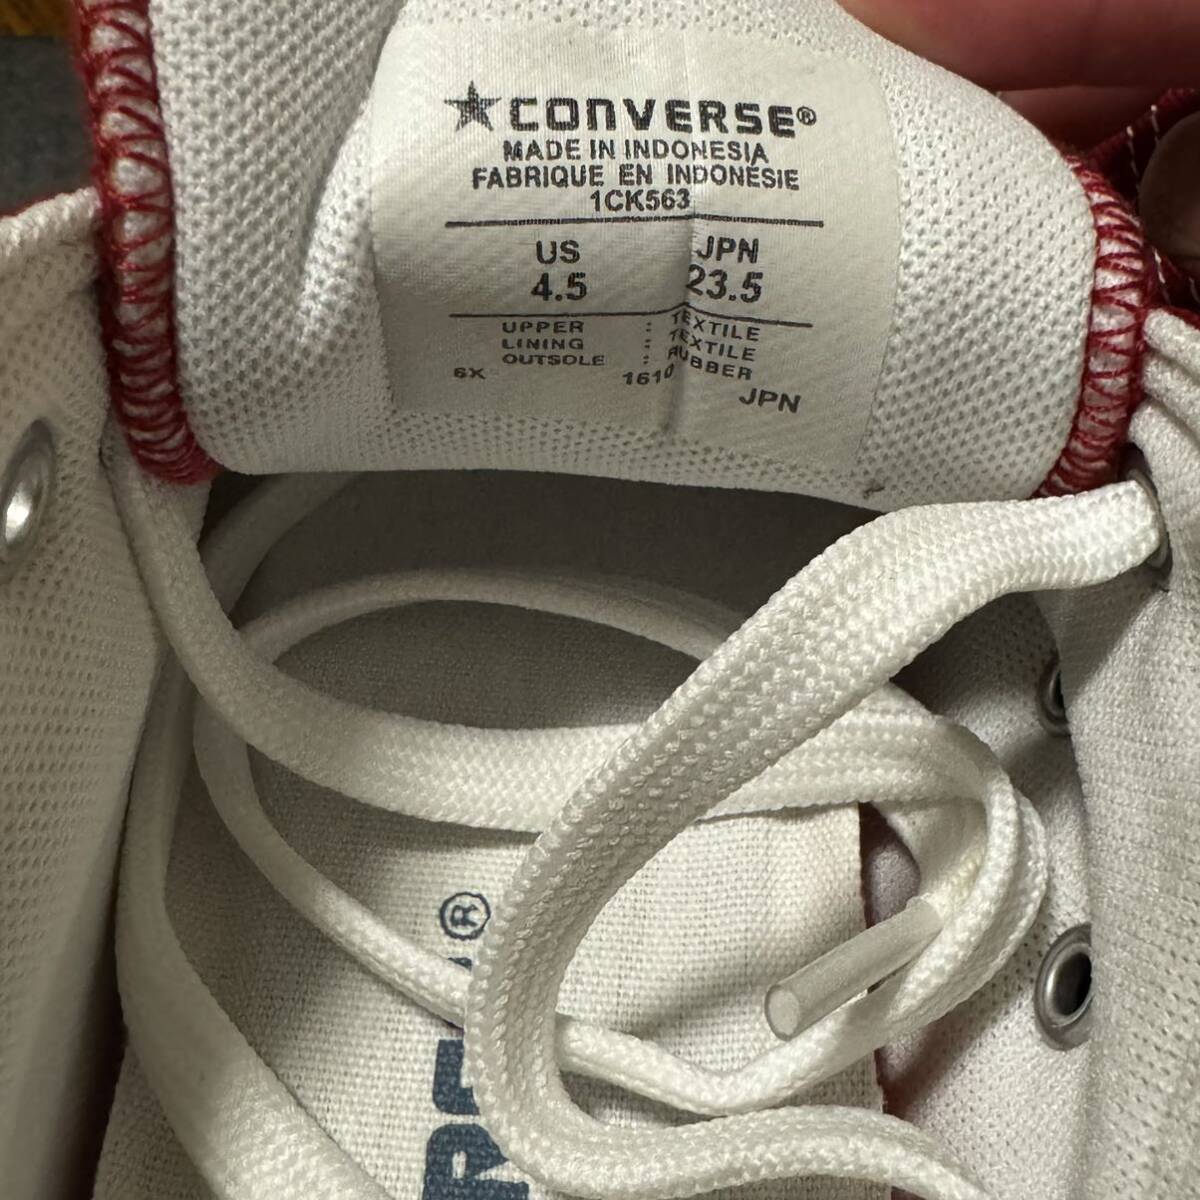 ★CONVERSE®
MADE IN INDONESIA
FABRIQUE EN INDONÉSIE
1CK563
US JPN
4.5 23.5
UPPER : TEXTILE
LINING : TEXTILE
OUTSOLE : RUBBER
6X 1610 JPN
®